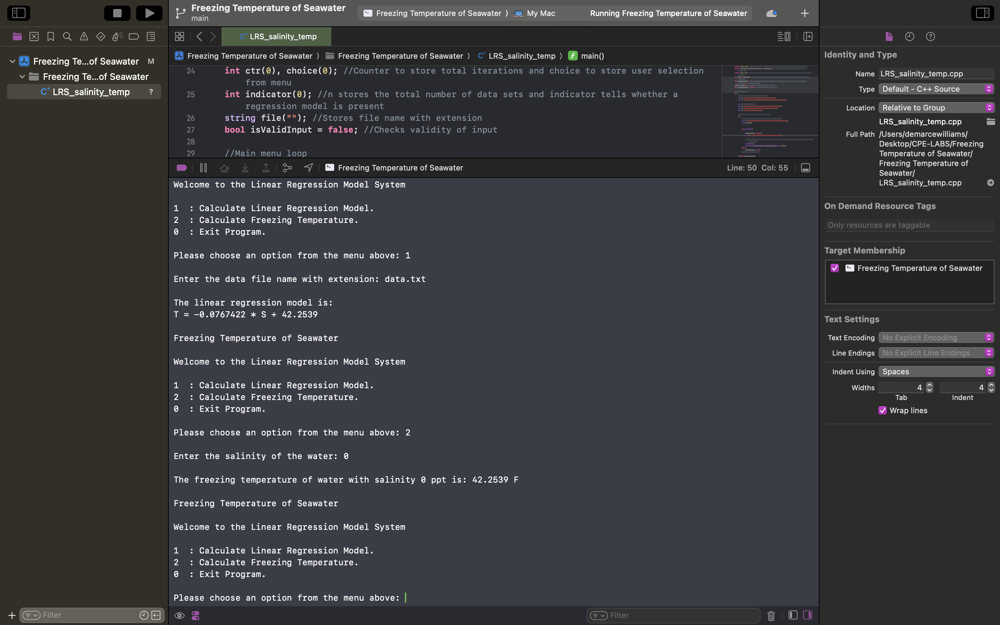 Freezing Temperature of Seawater
main
Freezing Temperature of Seawater 〉 My Mac
Running Freezing Temperature of Seawater
LRS_salinity_temp
Freezing Te...of Seawater M
Freezing Te...of Seawater
LRS_salinity_temp ?
Freezing Temperature of Seawater 〉 Freezing Temperature of Seawater 〉 LRS_salinity_temp 〉 main()
24 int ctr(0), choice(0); //Counter to store total iterations and choice to store user selection
from menu
25 int indicator(0); //n stores the total number of data sets and indicator tells whether a
regression model is present
26 string file(""); //Stores file name with extension
27 bool isValidInput = false; //Checks validity of input
28
29 //Main menu loop
Freezing Temperature of Seawater
Line: 50 Col: 55
Welcome to the Linear Regression Model System
1 : Calculate Linear Regression Model.
2 : Calculate Freezing Temperature.
0 : Exit Program.
Please choose an option from the menu above: 1
Enter the data file name with extension: data.txt
The linear regression model is:
T = -0.0767422 * S + 42.2539
Freezing Temperature of Seawater
Welcome to the Linear Regression Model System
1 : Calculate Linear Regression Model.
2 : Calculate Freezing Temperature.
0 : Exit Program.
Please choose an option from the menu above: 2
Enter the salinity of the water: 0
The freezing temperature of water with salinity 0 ppt is: 42.2539 F
Freezing Temperature of Seawater
Welcome to the Linear Regression Model System
1 : Calculate Linear Regression Model.
2 : Calculate Freezing Temperature.
0 : Exit Program.
Please choose an option from the menu above:
Filter
Filter
Identity and Type
Name LRS_salinity_temp.cpp
Type Default - C++ Source
Location Relative to Group
LRS_salinity_temp.cpp
Full Path /Users/demarcewilliams/
Desktop/CPE-LABS/Freezing
Temperature of Seawater/
Freezing Temperature of
Seawater/
LRS_salinity_temp.cpp
On Demand Resource Tags
Only resources are taggable
Target Membership
Freezing Temperature of Seawater
Text Settings
Text Encoding No Explicit Encoding
Line Endings No Explicit Line Endings
Indent Using Spaces
Widths 4 4
Tab Indent
Wrap lines